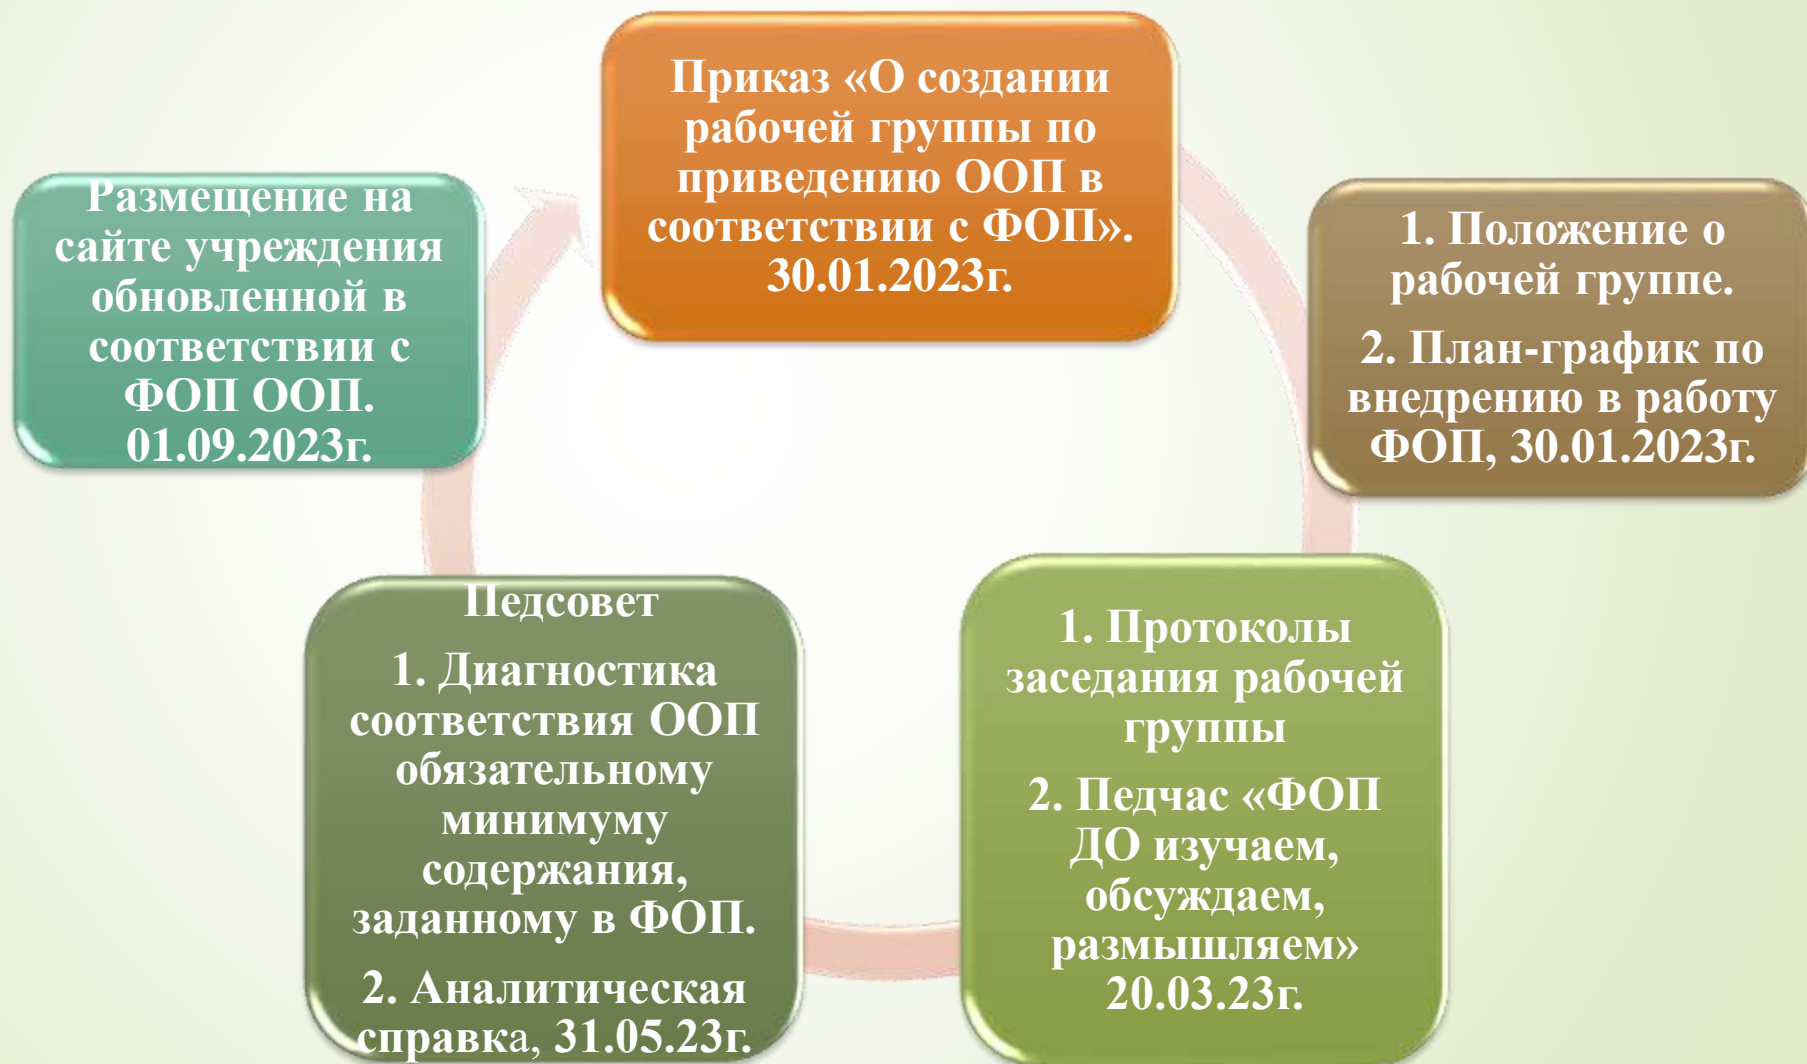 Приказ «О создании
рабочей группы по
приведению ООП в
соответствии с ФОП».
30.01.2023г.
1. Положение о
рабочей группе.
2. План-график по
внедрению в работу
ФОП, 30.01.2023г.
1. Протоколы
заседания рабочей
группы
2. Педчас «ФОП
ДО изучаем,
обсуждаем,
размышляем»
20.03.23г.
Педсовет
1. Диагностика
соответствия ООП
обязательному
минимуму
содержания,
заданному в ФОП.
2. Аналитическая
справка, 31.05.23г.
Размещение на
сайте учреждения
обновленной в
соответствии с
ФОП ООП.
01.09.2023г.